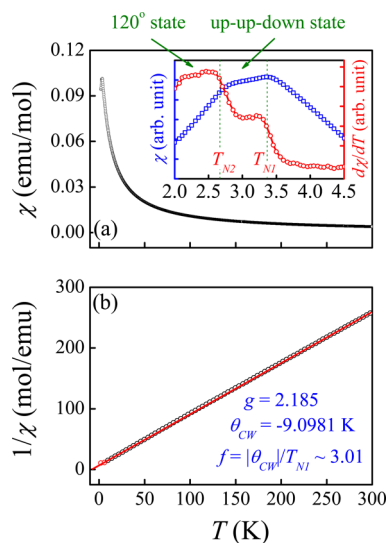 120° state up-up-down state
0.12
0.09
0.06
0.03
0.00
χ (emu/mol)
χ (arb. unit)
dχ/dT (arb. unit)
T_N2 T_N1
2.0 2.5 3.0 3.5 4.0 4.5
(a)
(b)
300
200
100
0
1/χ (mol/emu)
g = 2.185
θ_CW = -9.0981 K
f = |θ_CW|/T_N1 ~ 3.01
0 50 100 150 200 250 300
T (K)